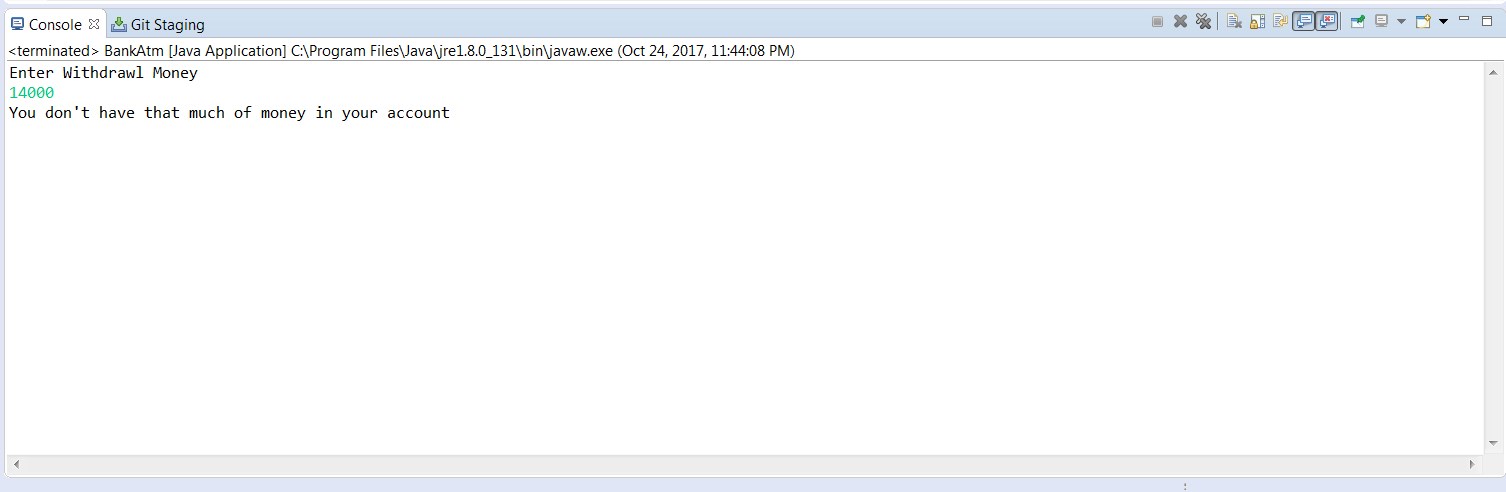 Console Git Staging
<terminated> BankAtm [Java Application] C:\Program Files\Java\jre1.8.0_131\bin\javaw.exe (Oct 24, 2017, 11:44:08 PM)
Enter Withdrawl Money
14000
You don't have that much of money in your account